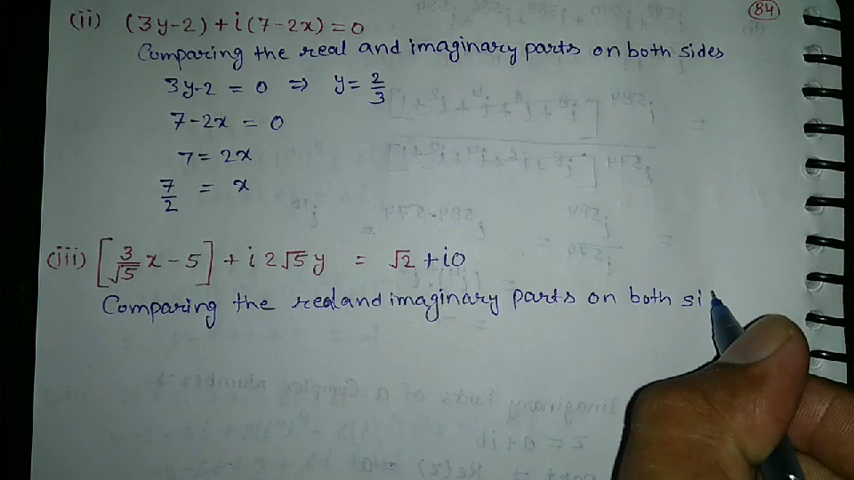 84
(ii) (3y-2)+i(7-2x)=0
Comparing the real and imaginary parts on both sides
3y-2 = 0 ⇒ y= 2/3
7-2x = 0
7=2x
7/2 = x
(iii) [3/√5 x - 5] + i 2√5 y = √2 +i0
Comparing the real and imaginary parts on both si